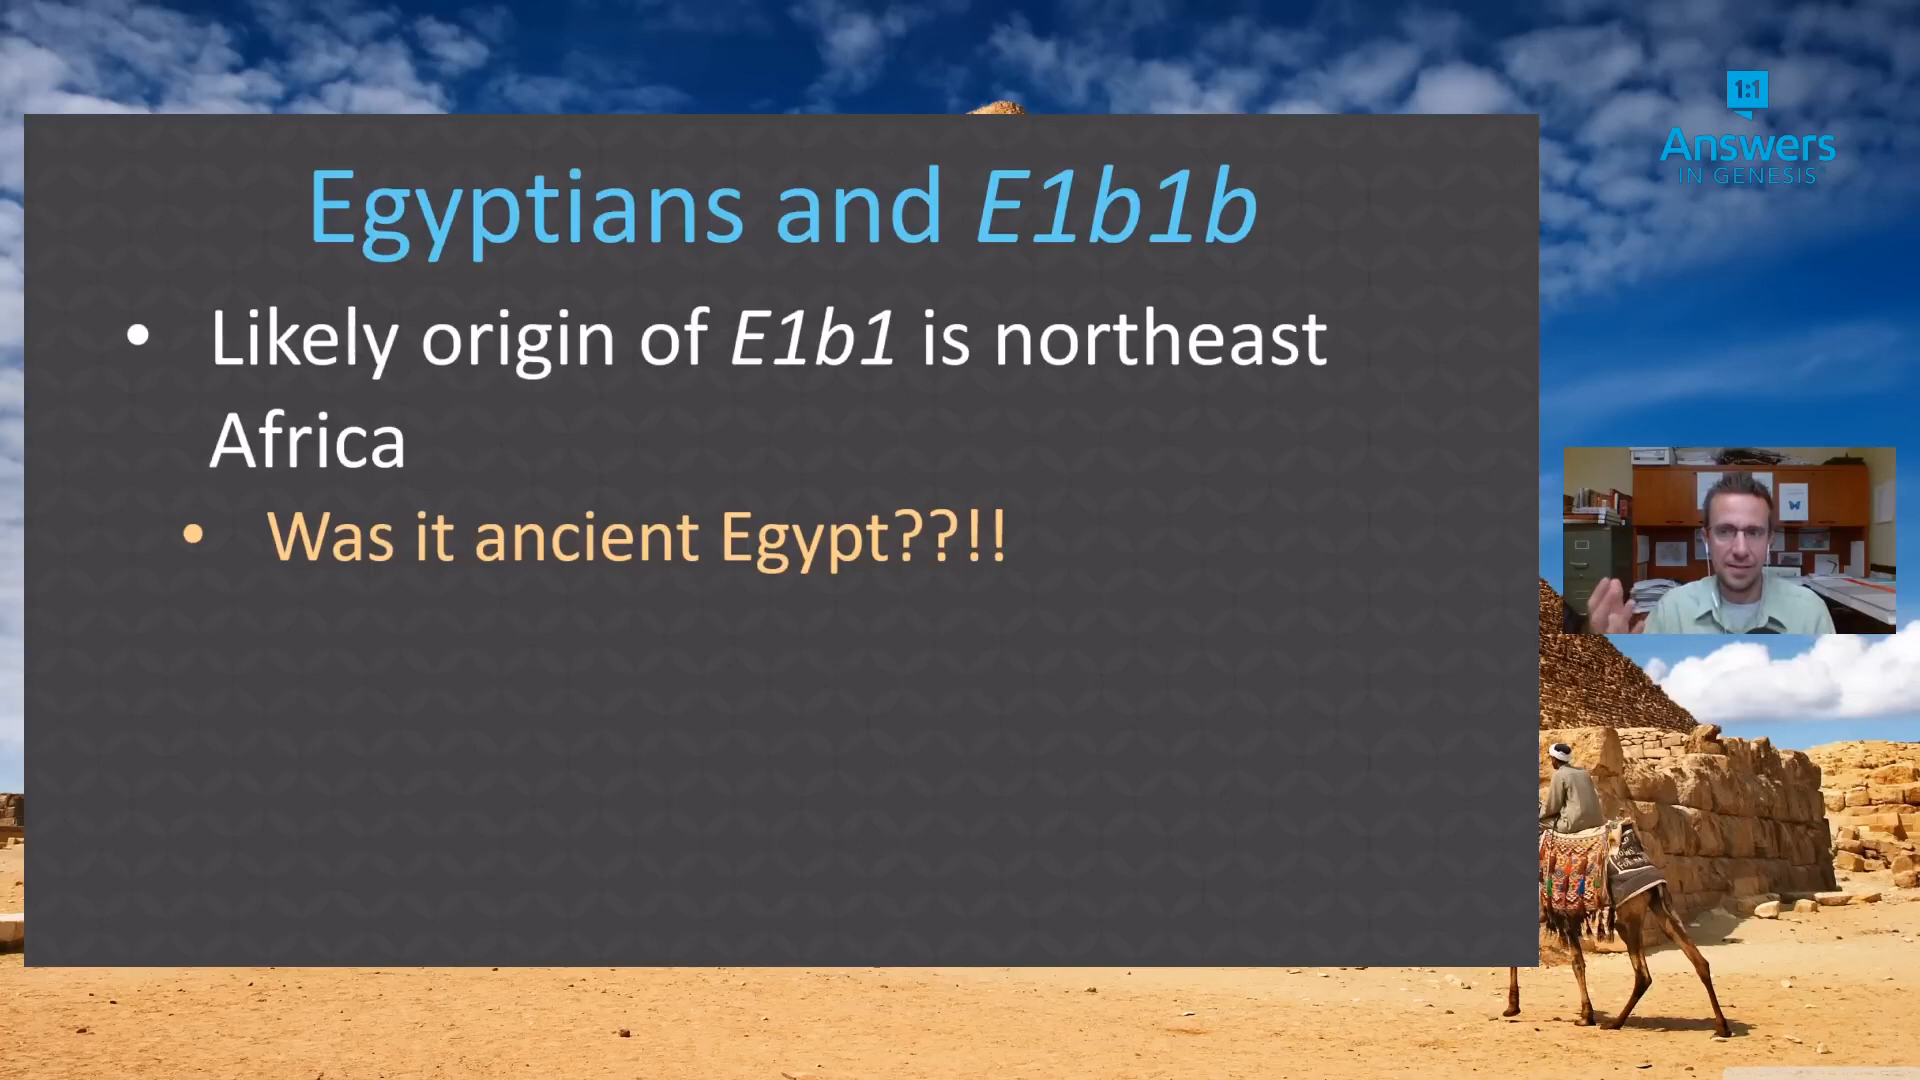 Egyptians and E1b1b
• Likely origin of E1b1 is northeast
Africa
• Was it ancient Egypt??!!
1:1
Answers
IN GENESIS